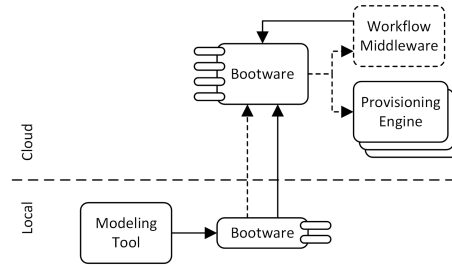 Workflow
Middleware
Bootware
Provisioning
Engine
Cloud
Local
Modeling
Tool
Bootware